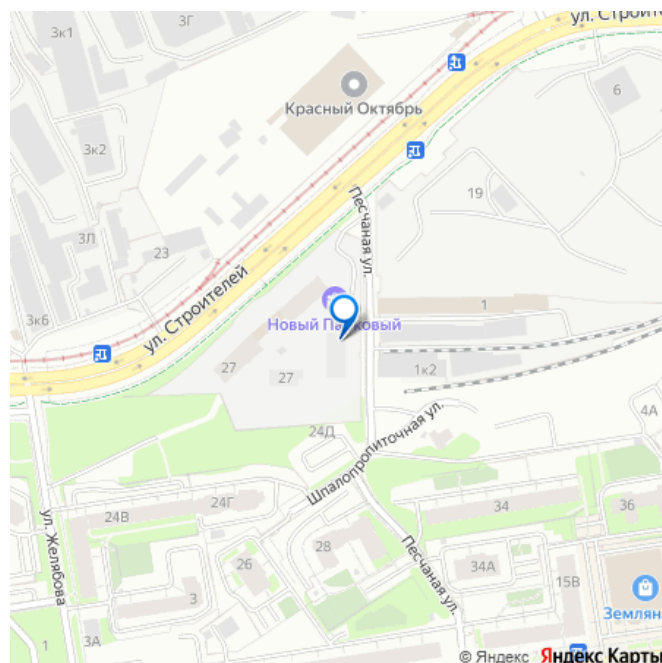 ул. Строителей
3к1
3Г
6
Красный Октябрь
3к2
19
Песчаная ул.
3Л
23
ул. Строителей
1
Новый Па
ковый
3к6
27
27
1к2
Шпалопропиточная ул.
4А
24Д
24Г
24В
34
36
ул. Желябова
28
Песчаная ул.
26
34А
15В
3
Землян
3А
1
© Яндекс Яндекс Карты